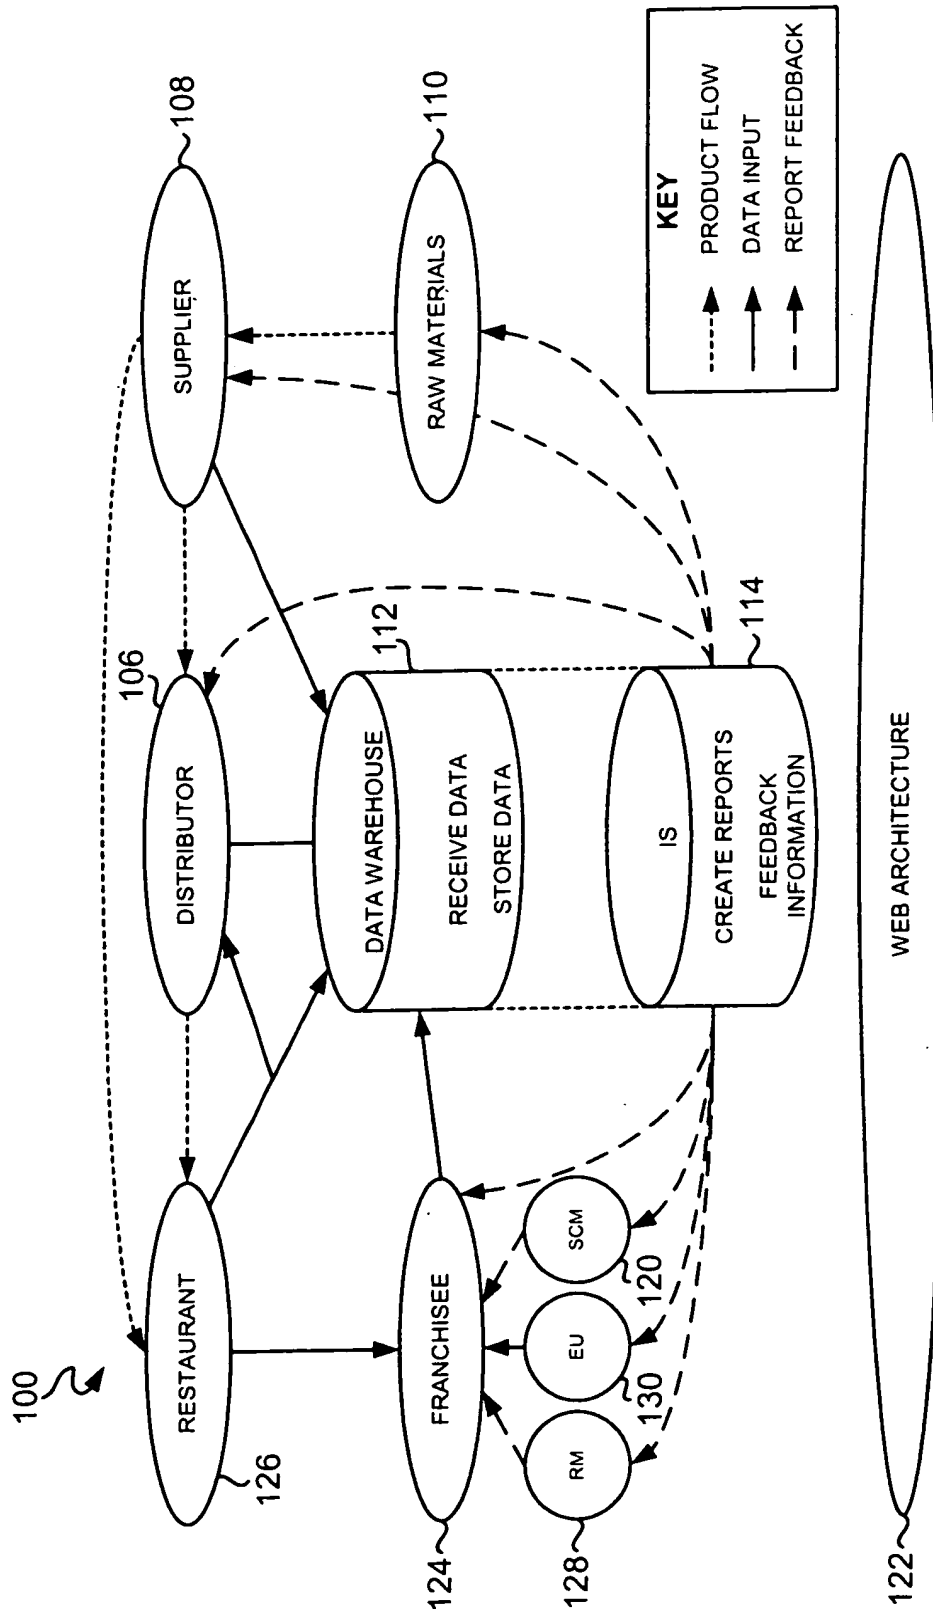 100
RESTAURANT
126
DISTRIBUTOR
106
SUPPLIER
108
FRANCHISEE
124
DATA WAREHOUSE
RECEIVE DATA
STORE DATA
112
RAW MATERIALS
110
RM
128
EU
130
SCM
120
IS
CREATE REPORTS
FEEDBACK
INFORMATION
114
KEY
PRODUCT FLOW
DATA INPUT
REPORT FEEDBACK
WEB ARCHITECTURE
122